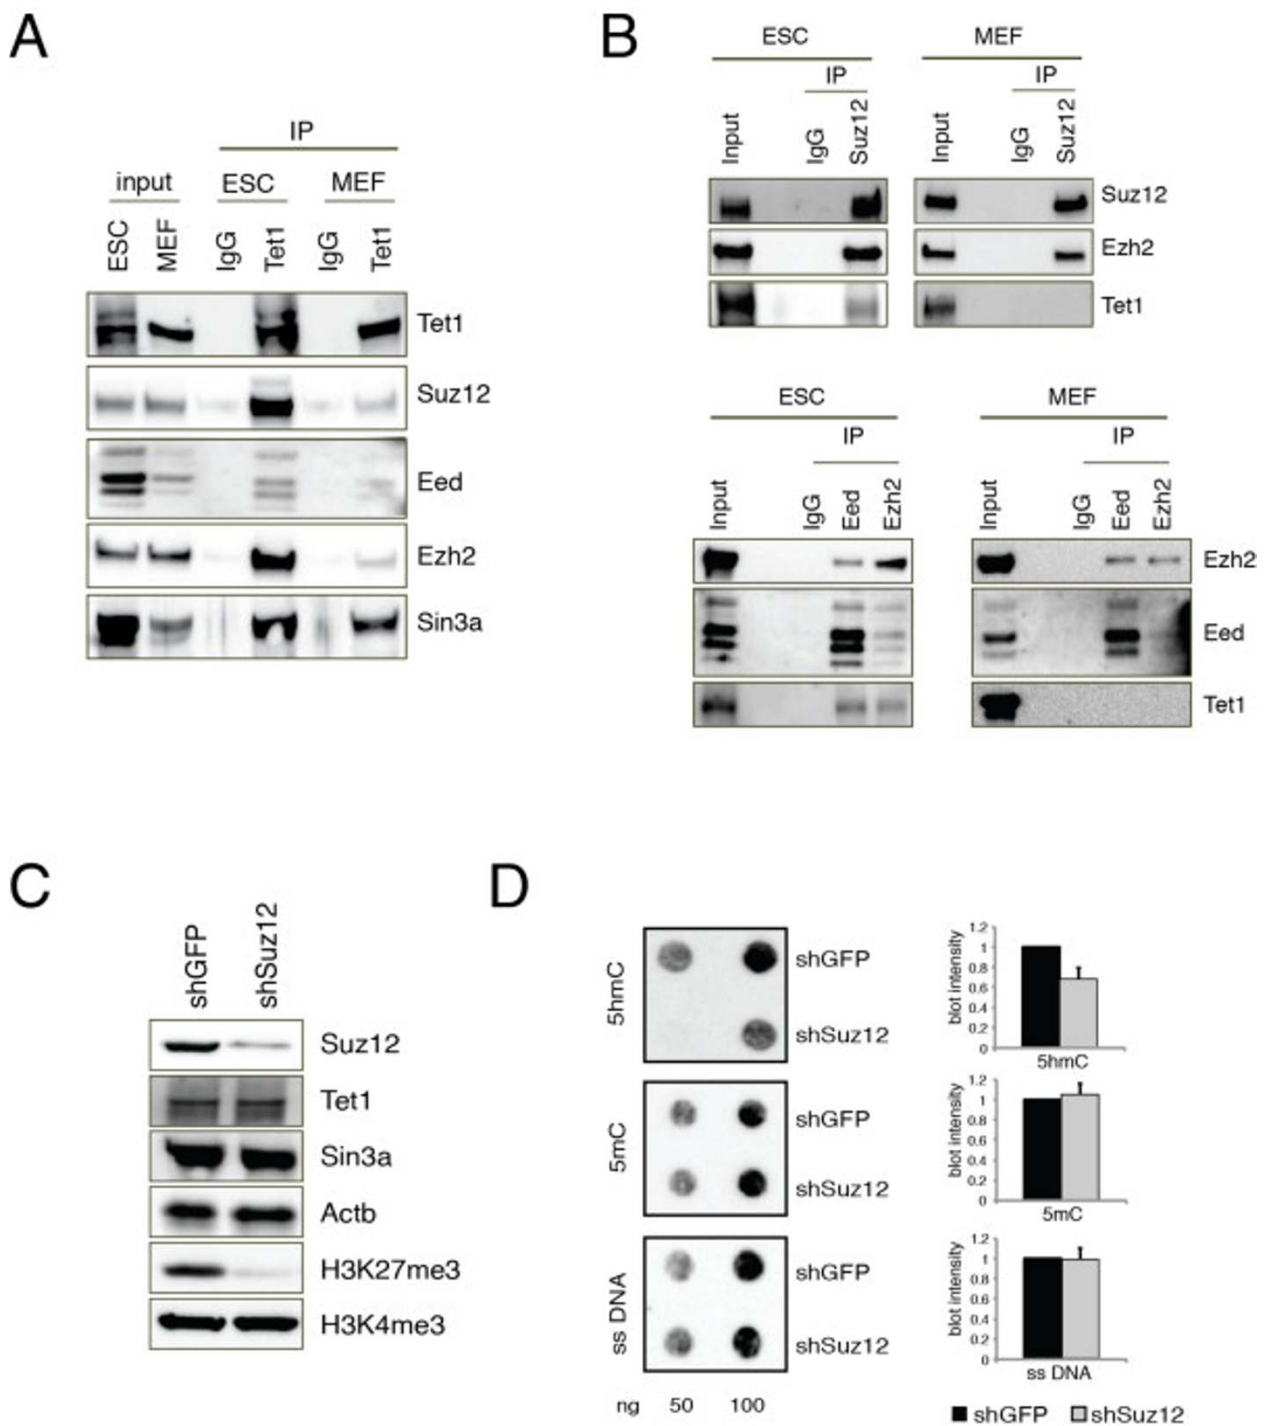 A
IP
input ESC MEF
ESC MEF IgG Tet1 IgG Tet1
Tet1
Suz12
Eed
Ezh2
Sin3a
B
ESC MEF
IP IP
Input IgG Suz12 Input IgG Suz12
Suz12
Ezh2
Tet1
ESC MEF
IP IP
Input IgG Eed Ezh2 Input IgG Eed Ezh2
Ezh2
Eed
Tet1
C
shGFP shSuz12
Suz12
Tet1
Sin3a
Actb
H3K27me3
H3K4me3
D
5hmC
shGFP
shSuz12
5mC
shGFP
shSuz12
ss DNA
shGFP
shSuz12
ng 50 100
blot intensity
1.2
1
0.8
0.6
0.4
0.2
0
5hmC
blot intensity
1.2
1
0.8
0.6
0.4
0.2
0
5mC
blot intensity
1.2
1
0.8
0.6
0.4
0.2
0
ss DNA
shGFP shSuz12